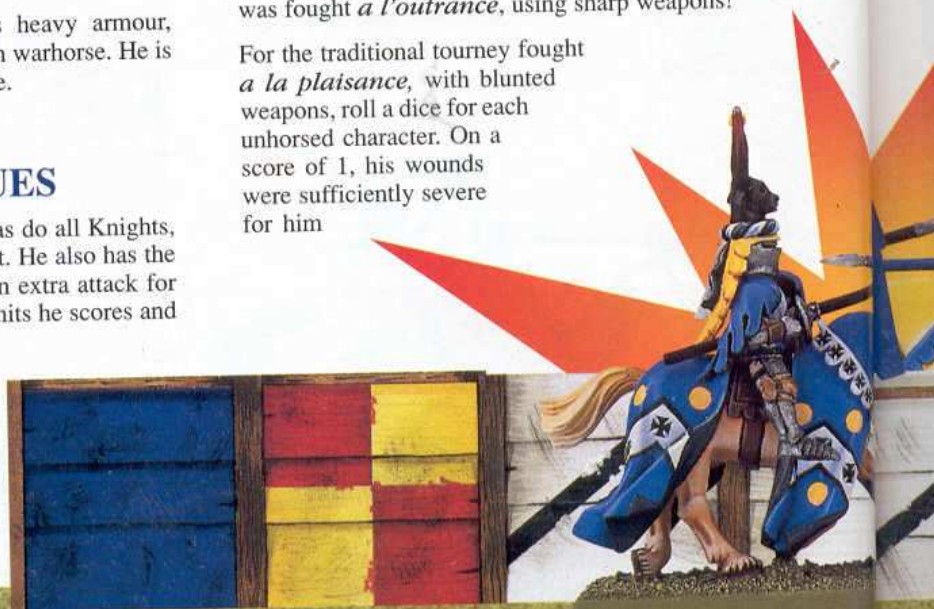 s heavy armour,
n warhorse. He is
e.
UES
as do all Knights,
t. He also has the
n extra attack for
hits he scores and
was fought a l'outrance, using sharp weapons!
For the traditional tourney fought
a la plaisance, with blunted
weapons, roll a dice for each
unhorsed character. On a
score of 1, his wounds
were sufficiently severe
for him